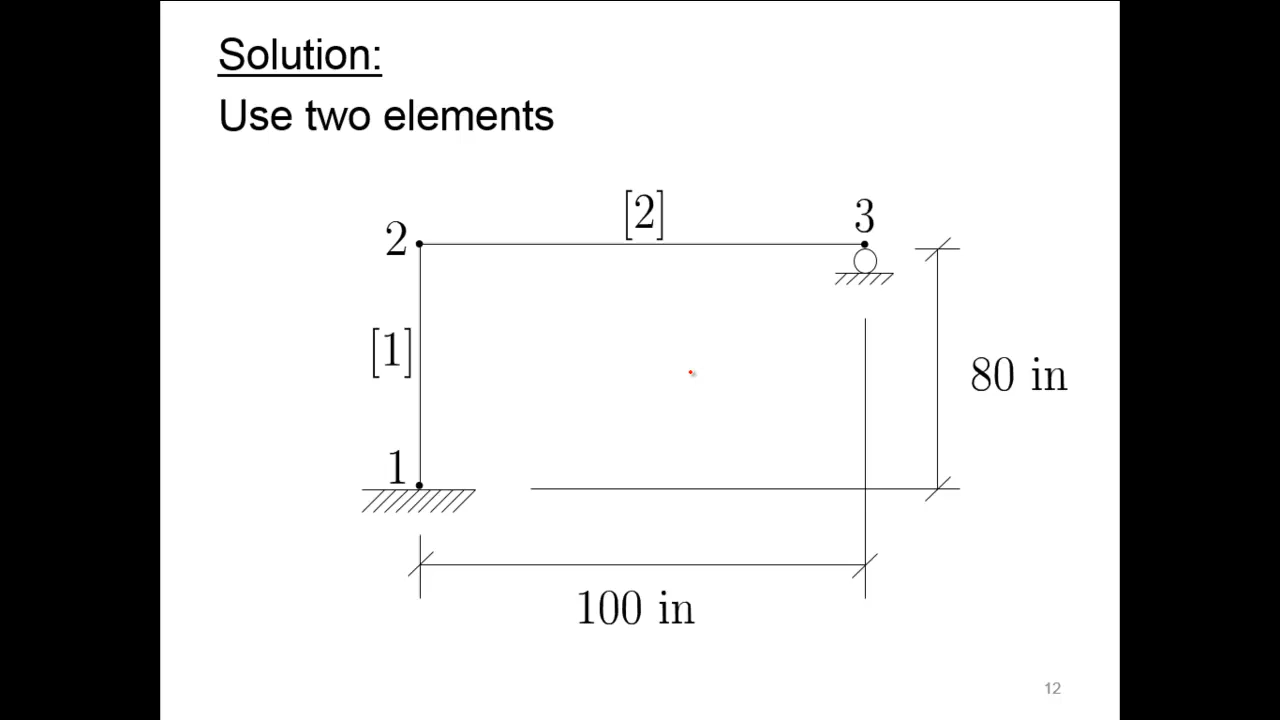 Solution:
Use two elements
[2]
3
2
[1]
80 in
1
100 in
12